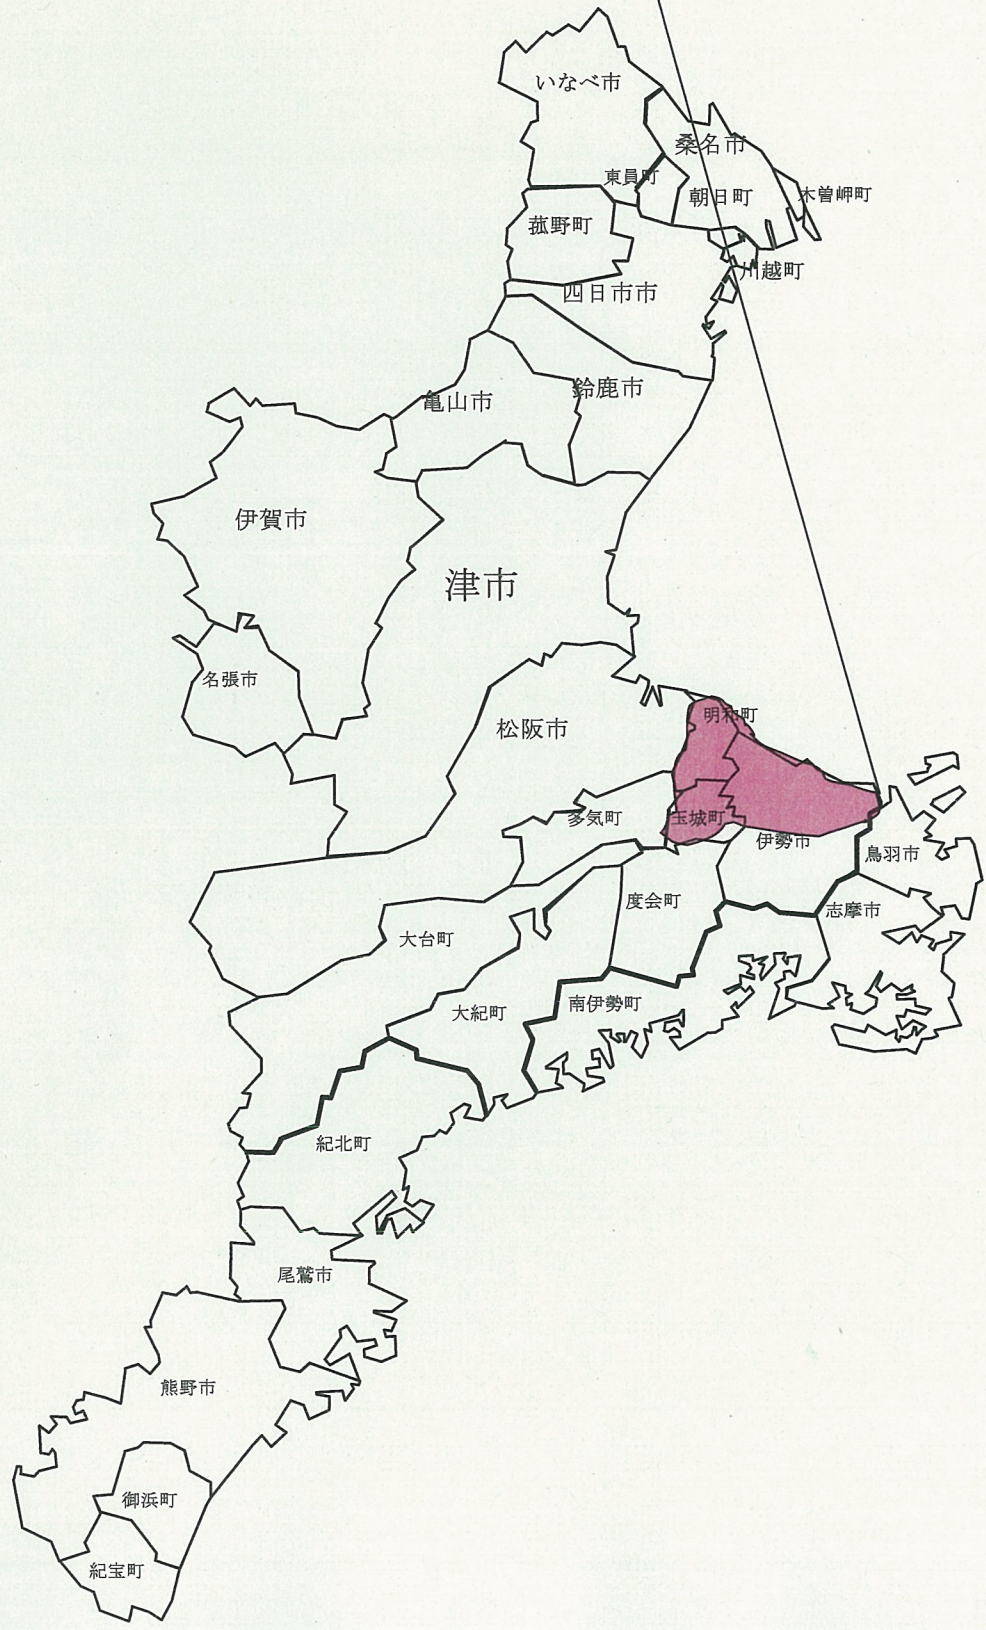 いなべ市
桑名市
東員町
朝日町
木曽岬町
菰野町
川越町
四日市市
鈴鹿市
亀山市
伊賀市
津市
名張市
松阪市
明和町
多気町
玉城町
伊勢市
鳥羽市
度会町
志摩市
大台町
大紀町
南伊勢町
紀北町
尾鷲市
熊野市
御浜町
紀宝町